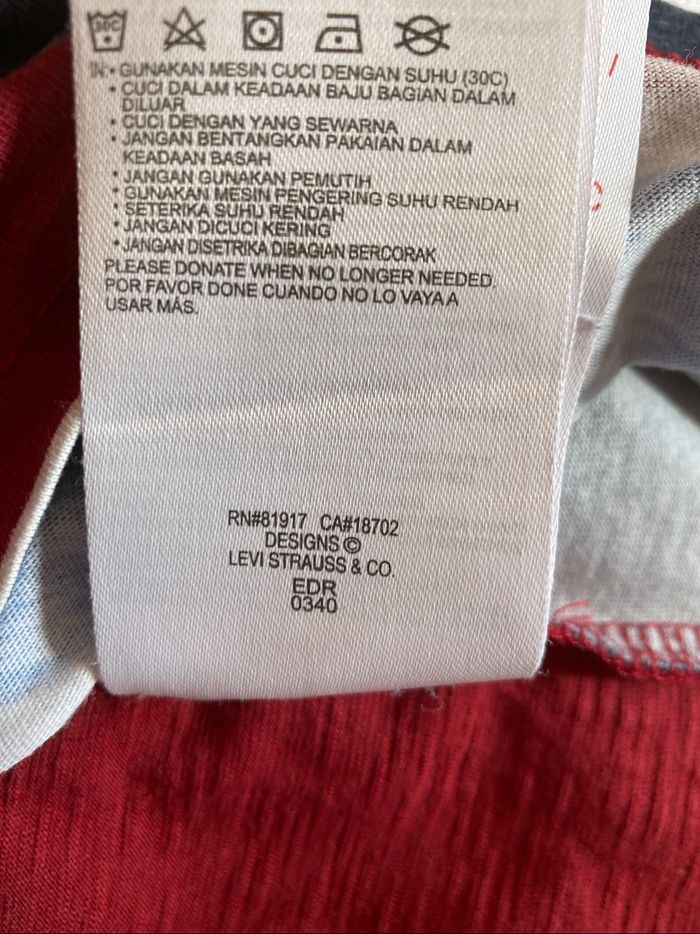 30C
IN:• GUNAKAN MESIN CUCI DENGAN SUHU (30C)
• CUCI DALAM KEADAAN BAJU BAGIAN DALAM
DILUAR
• CUCI DENGAN YANG SEWARNA
• JANGAN BENTANGKAN PAKAIAN DALAM
KEADAAN BASAH
• JANGAN GUNAKAN PEMUTIH
• GUNAKAN MESIN PENGERING SUHU RENDAH
• SETERIKA SUHU RENDAH
• JANGAN DICUCI KERING
• JANGAN DISETRIKA DIBAGIAN BERCORAK
PLEASE DONATE WHEN NO LONGER NEEDED.
POR FAVOR DONE CUANDO NO LO VAYA A
USAR MÁS.
RN#81917 CA#18702
DESIGNS ©
LEVI STRAUSS & CO.
EDR
0340